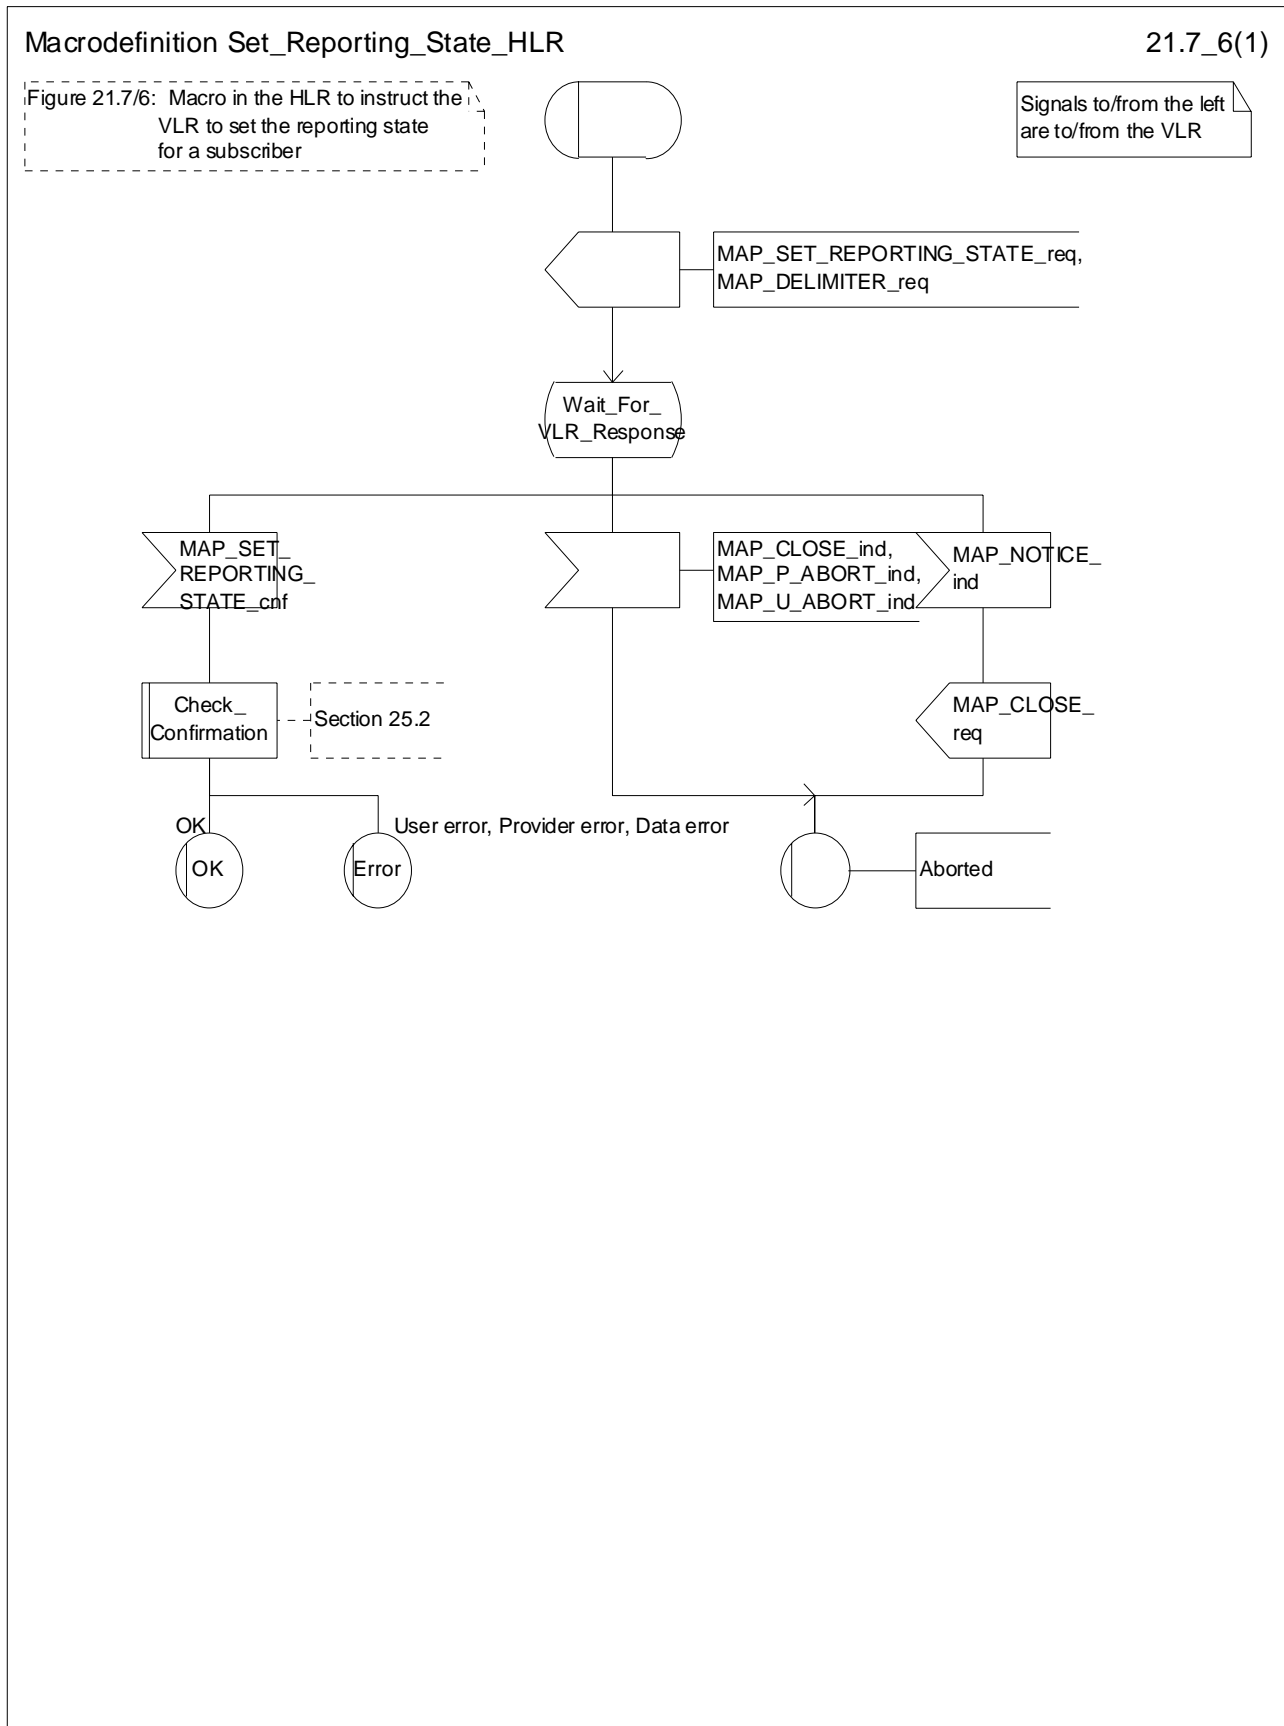 Macrodefinition Set_Reporting_State_HLR
21.7_6(1)
Figure 21.7/6: Macro in the HLR to instruct the
VLR to set the reporting state
for a subscriber
Signals to/from the left
are to/from the VLR
MAP_SET_REPORTING_STATE_req,
MAP_DELIMITER_req
Wait_For_
VLR_Response
MAP_SET_
REPORTING_
STATE_cnf
MAP_CLOSE_ind,
MAP_P_ABORT_ind,
MAP_U_ABORT_ind
MAP_NOTICE_
ind
Check_
Confirmation
Section 25.2
MAP_CLOSE_
req
OK
User error, Provider error, Data error
OK
Error
Aborted